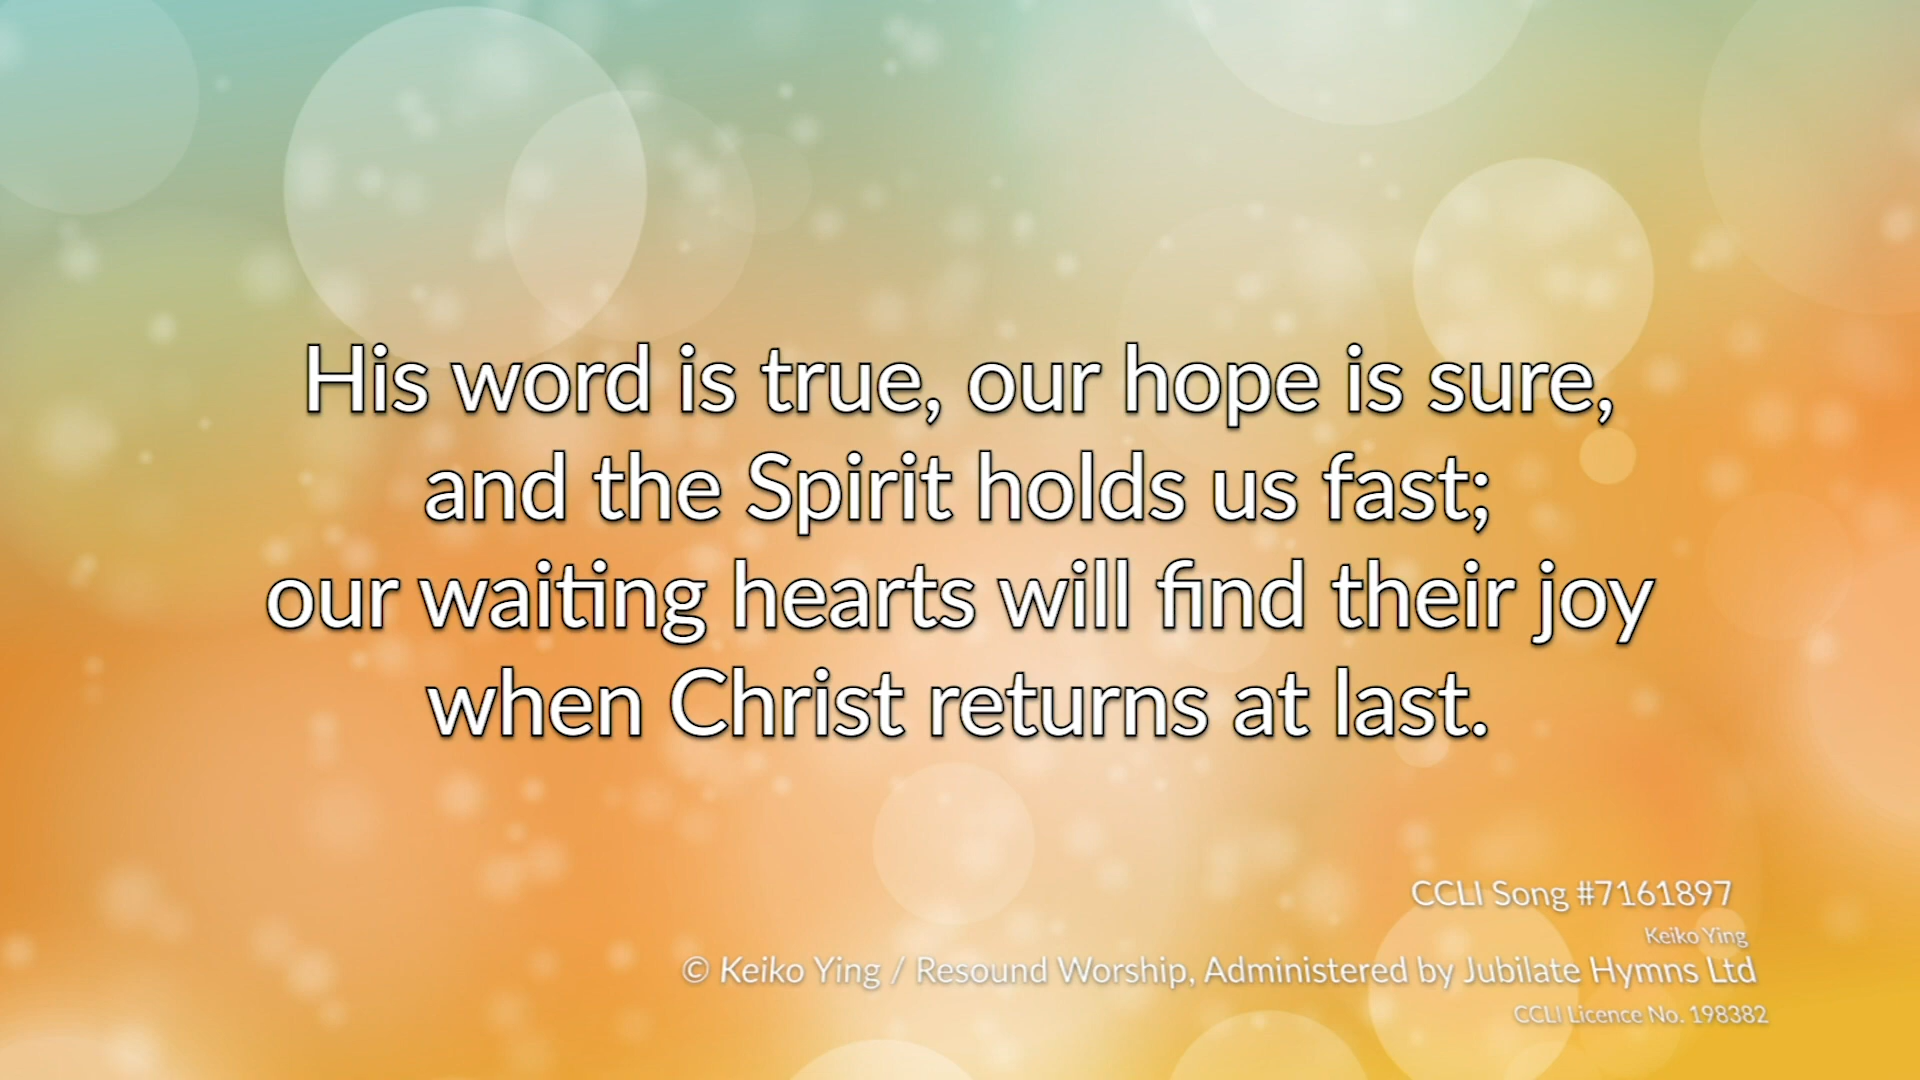 His word is true, our hope is sure,
and the Spirit holds us fast;
our waiting hearts will find their joy
when Christ returns at last.
CCLI Song #7161897
Keiko Ying
© Keiko Ying / Resound Worship, Administered by Jubilate Hymns Ltd
CCLI Licence No. 198382